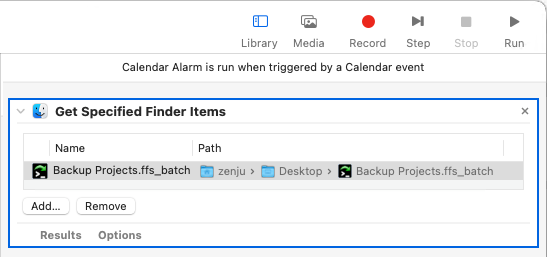 Library Media Record Step Stop Run
Calendar Alarm is run when triggered by a Calendar event
Get Specified Finder Items
Name Path
Backup Projects.ffs_batch zenju › Desktop › Backup Projects.ffs_batch
Add... Remove
Results Options